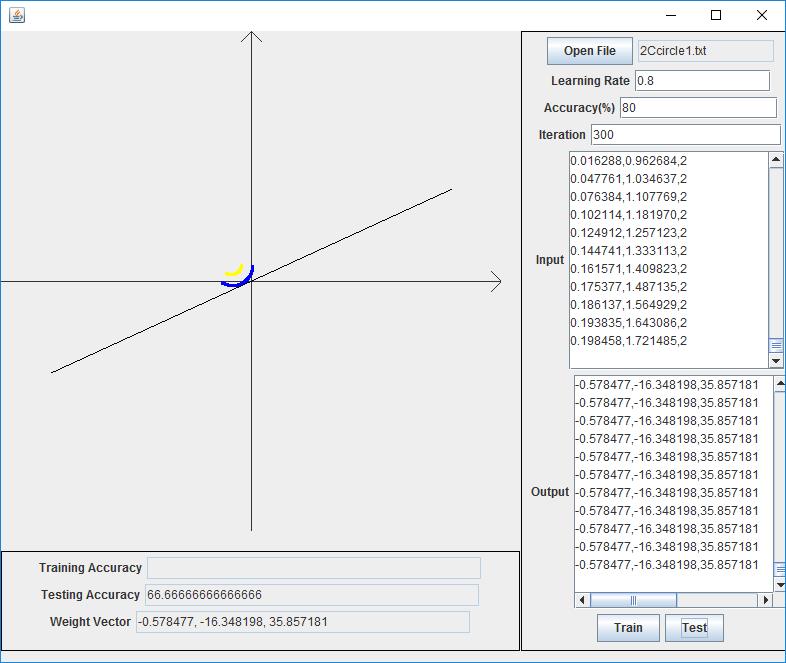 Open File
2Ccircle1.txt
Learning Rate
0.8
Accuracy(%)
80
Iteration
300
Input
0.016288,0.962684,2
0.047761,1.034637,2
0.076384,1.107769,2
0.102114,1.181970,2
0.124912,1.257123,2
0.144741,1.333113,2
0.161571,1.409823,2
0.175377,1.487135,2
0.186137,1.564929,2
0.193835,1.643086,2
0.198458,1.721485,2
Output
-0.578477,-16.348198,35.857181
-0.578477,-16.348198,35.857181
-0.578477,-16.348198,35.857181
-0.578477,-16.348198,35.857181
-0.578477,-16.348198,35.857181
-0.578477,-16.348198,35.857181
-0.578477,-16.348198,35.857181
-0.578477,-16.348198,35.857181
-0.578477,-16.348198,35.857181
-0.578477,-16.348198,35.857181
-0.578477,-16.348198,35.857181
Train
Test
Training Accuracy
Testing Accuracy
66.66666666666666
Weight Vector
-0.578477, -16.348198, 35.857181